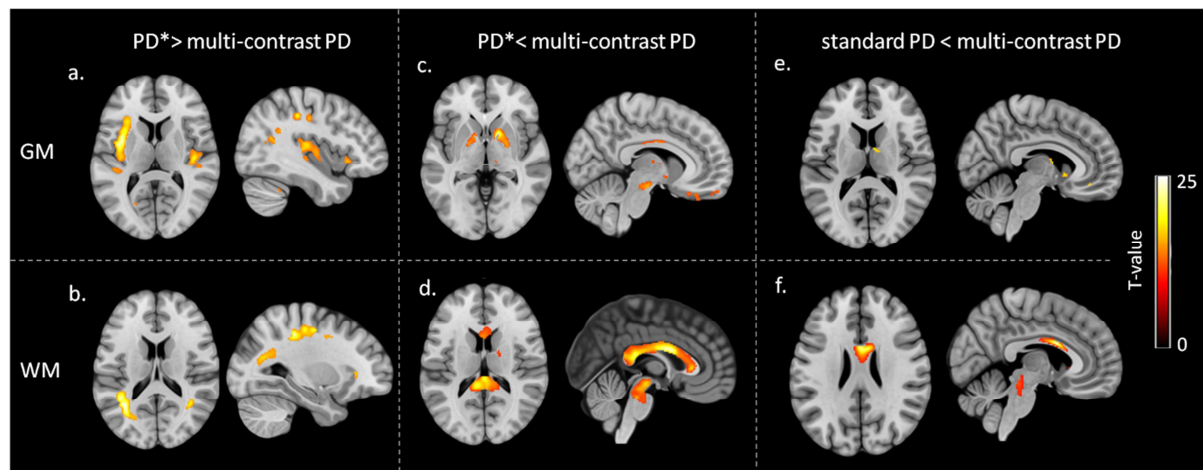 PD*> multi-contrast PD
PD*< multi-contrast PD
standard PD < multi-contrast PD
a.
c.
e.
GM
25
T-value
0
b.
d.
f.
WM